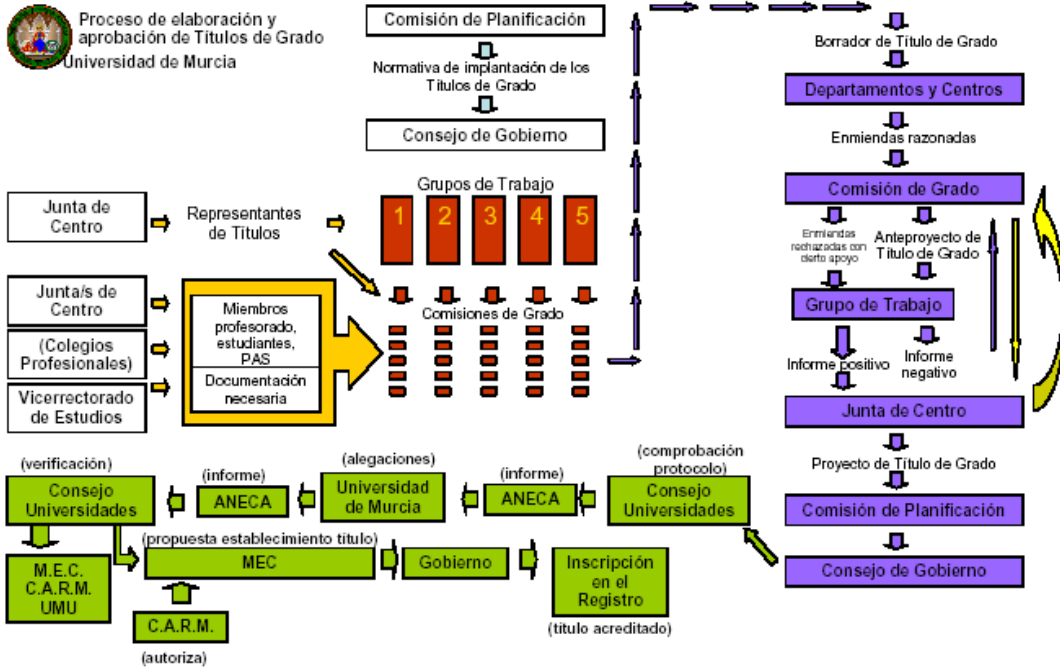 Proceso de elaboración y
aprobación de Títulos de Grado
Universidad de Murcia
Comisión de Planificación
Normativa de implantación de los
Títulos de Grado
Consejo de Gobierno
Grupos de Trabajo
1 2 3 4 5
Junta de
Centro
Representantes
de Títulos
Junta/s de
Centro
(Colegios
Profesionales)
Vicerrectorado
de Estudios
Miembros
profesorado,
estudiantes,
PAS
Documentación
necesaria
Comisiones de Grado
Borrador de Título de Grado
Departamentos y Centros
Enmiendas razonadas
Comisión de Grado
Enmiendas
rechazadas con
cierto apoyo
Anteproyecto de
Título de Grado
Grupo de Trabajo
Informe positivo
Informe
negativo
Junta de Centro
Proyecto de Título de Grado
Comisión de Planificación
Consejo de Gobierno
(comprobación
protocolo)
Consejo
Universidades
(informe)
ANECA
(alegaciones)
Universidad
de Murcia
(informe)
ANECA
(verificación)
Consejo
Universidades
M.E.C.
C.A.R.M.
UMU
(propuesta establecimiento título)
MEC
C.A.R.M.
(autoriza)
Gobierno
Inscripción
en el
Registro
(título acreditado)